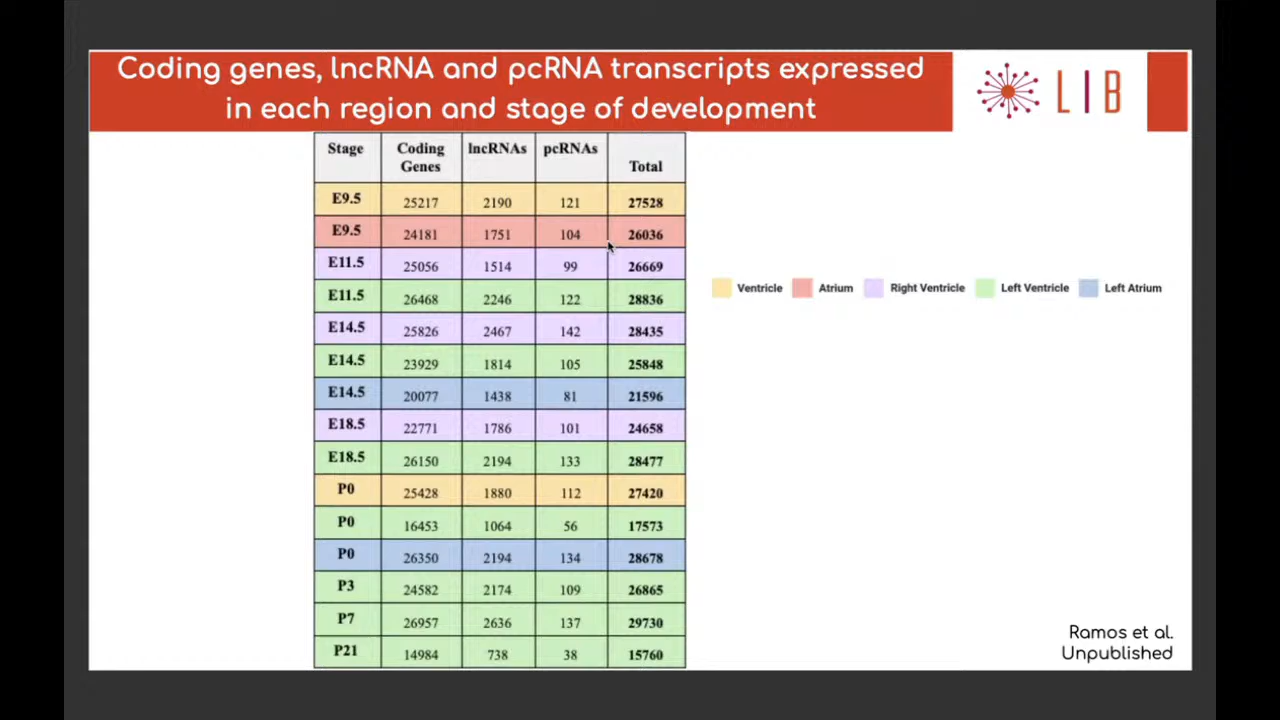 Coding genes, lncRNA and pcRNA transcripts expressed
in each region and stage of development
LIB
Stage Coding Genes lncRNAs pcRNAs Total
E9.5 25217 2190 121 27528
E9.5 24181 1751 104 26036
E11.5 25056 1514 99 26669
E11.5 26468 2246 122 28836
E14.5 25826 2467 142 28435
E14.5 23929 1814 105 25848
E14.5 20077 1438 81 21596
E18.5 22771 1786 101 24658
E18.5 26150 2194 133 28477
P0 25428 1880 112 27420
P0 16453 1064 56 17573
P0 26350 2194 134 28678
P3 24582 2174 109 26865
P7 26957 2636 137 29730
P21 14984 738 38 15760
Ventricle Atrium Right Ventricle Left Ventricle Left Atrium
Ramos et al.
Unpublished